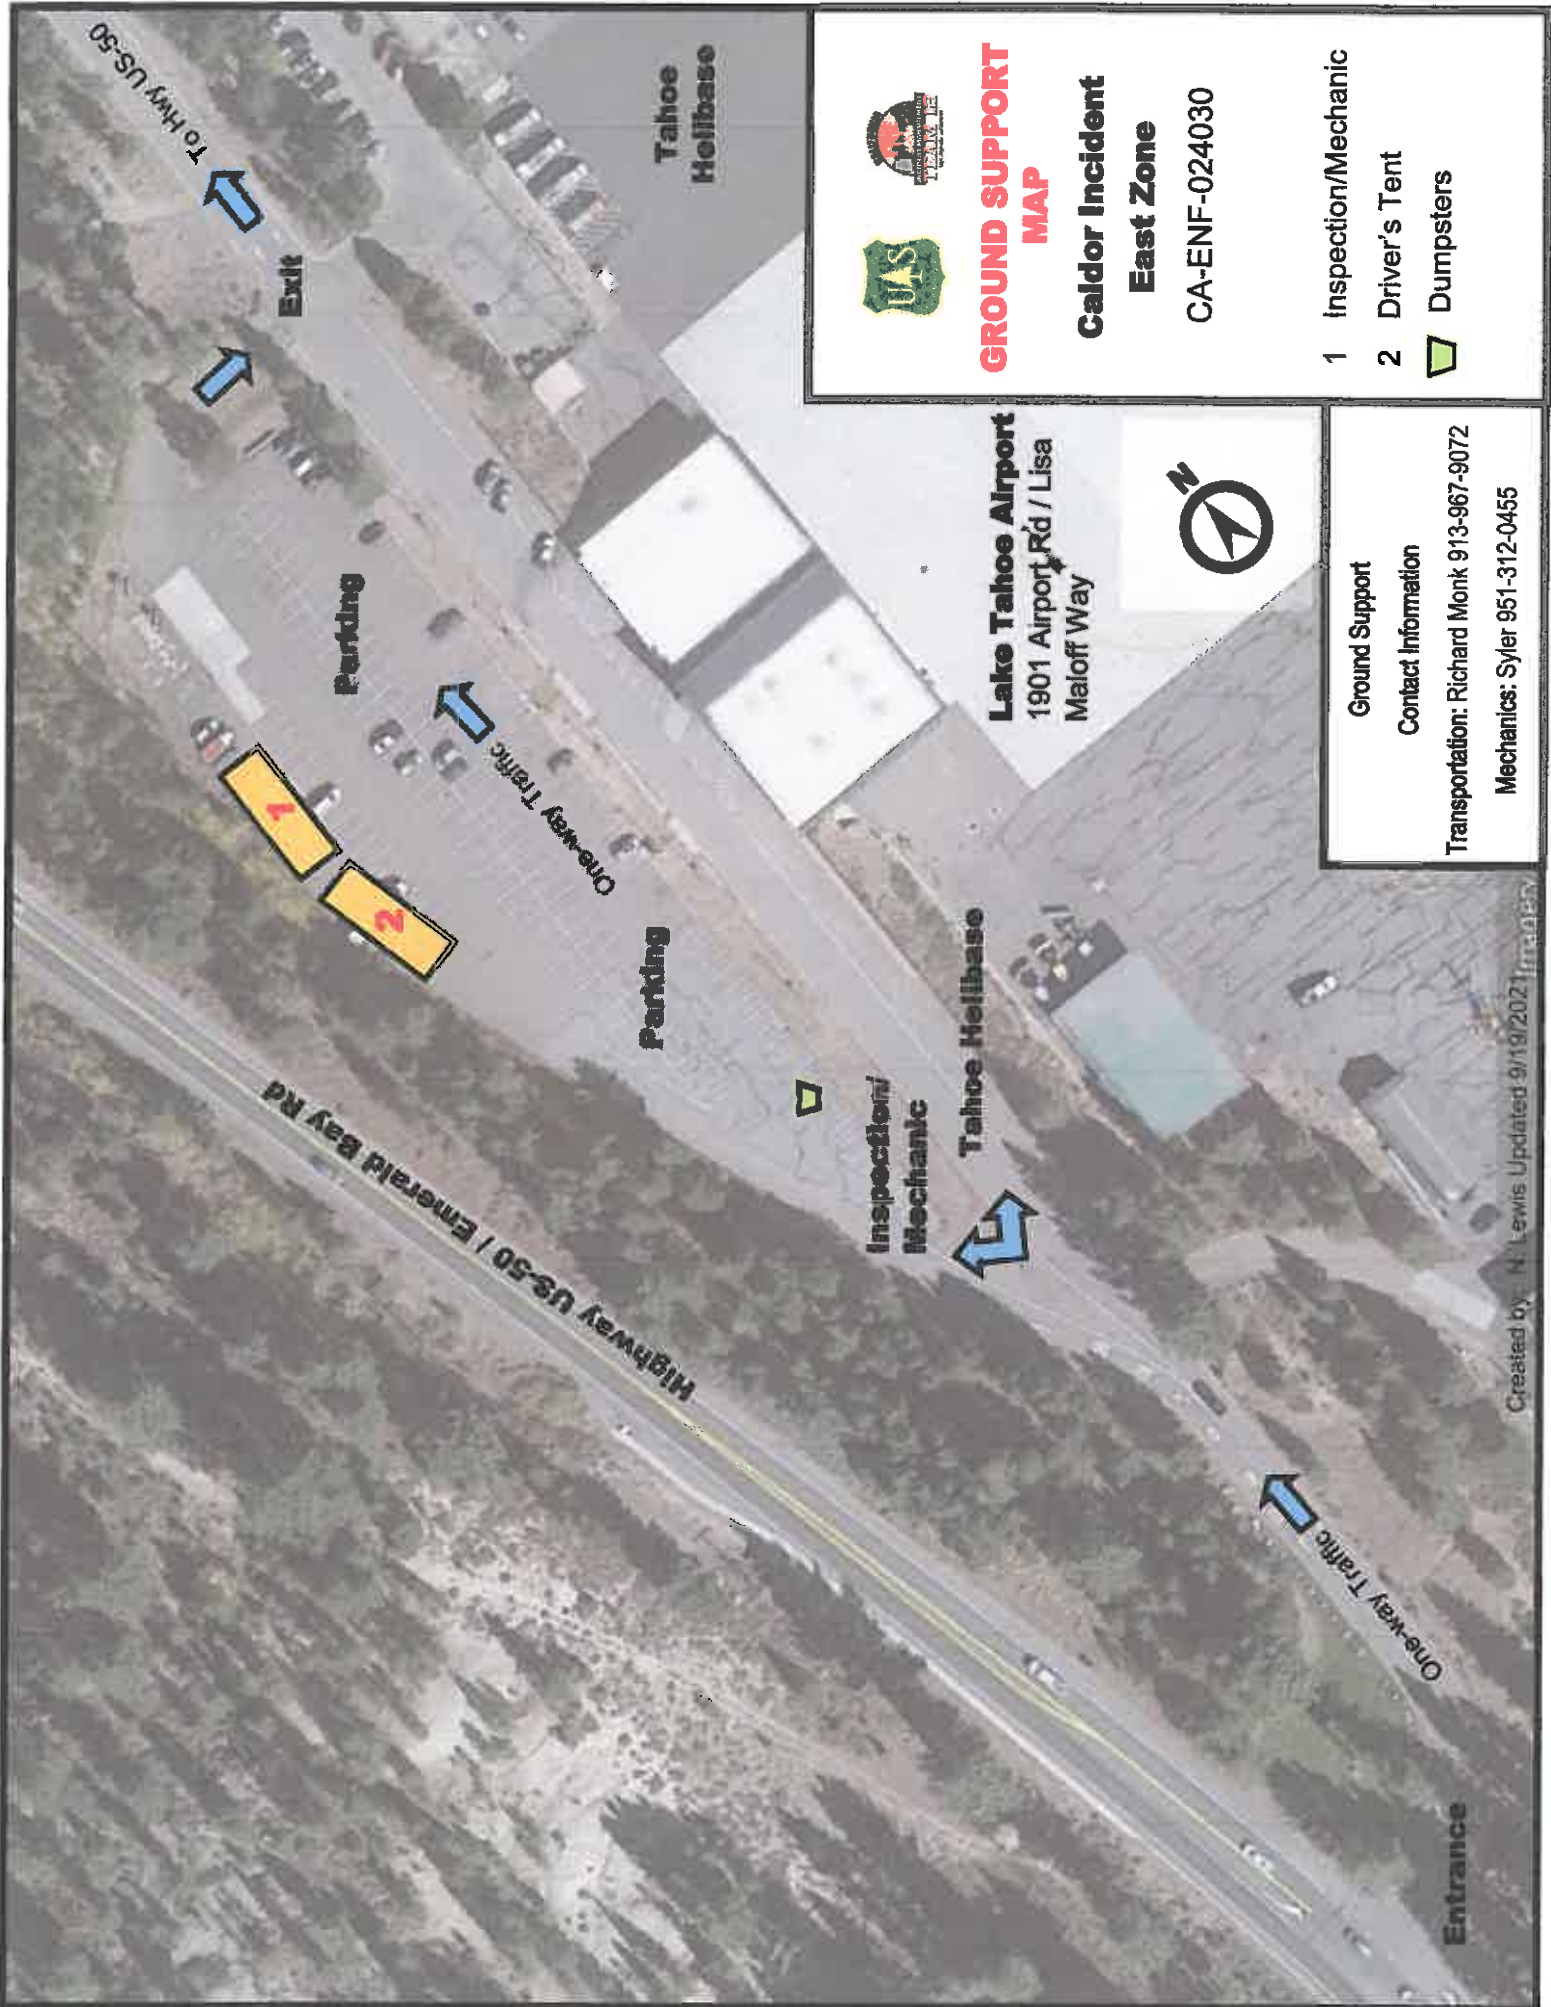 GROUND SUPPORT
MAP
Caldor Incident
East Zone
CA-ENF-024030
1 Inspection/Mechanic
2 Driver's Tent
Dumpsters
U S
TEAM
To Hwy US-50
Exit
Tahoe
Helibase
Parking
1
2
One-way Traffic
Parking
Highway US-50 / Emerald Bay Rd
Inspection/
Mechanic
Tahoe Helibase
Lake Tahoe Airport
1901 Airport Rd / Lisa
Maloff Way
N
One-way Traffic
Entrance
Ground Support
Contact Information
Transportation: Richard Monk 913-967-9072
Mechanics: Syler 951-312-0455
Created by N. Lewis Updated 9/19/2021 Imagery